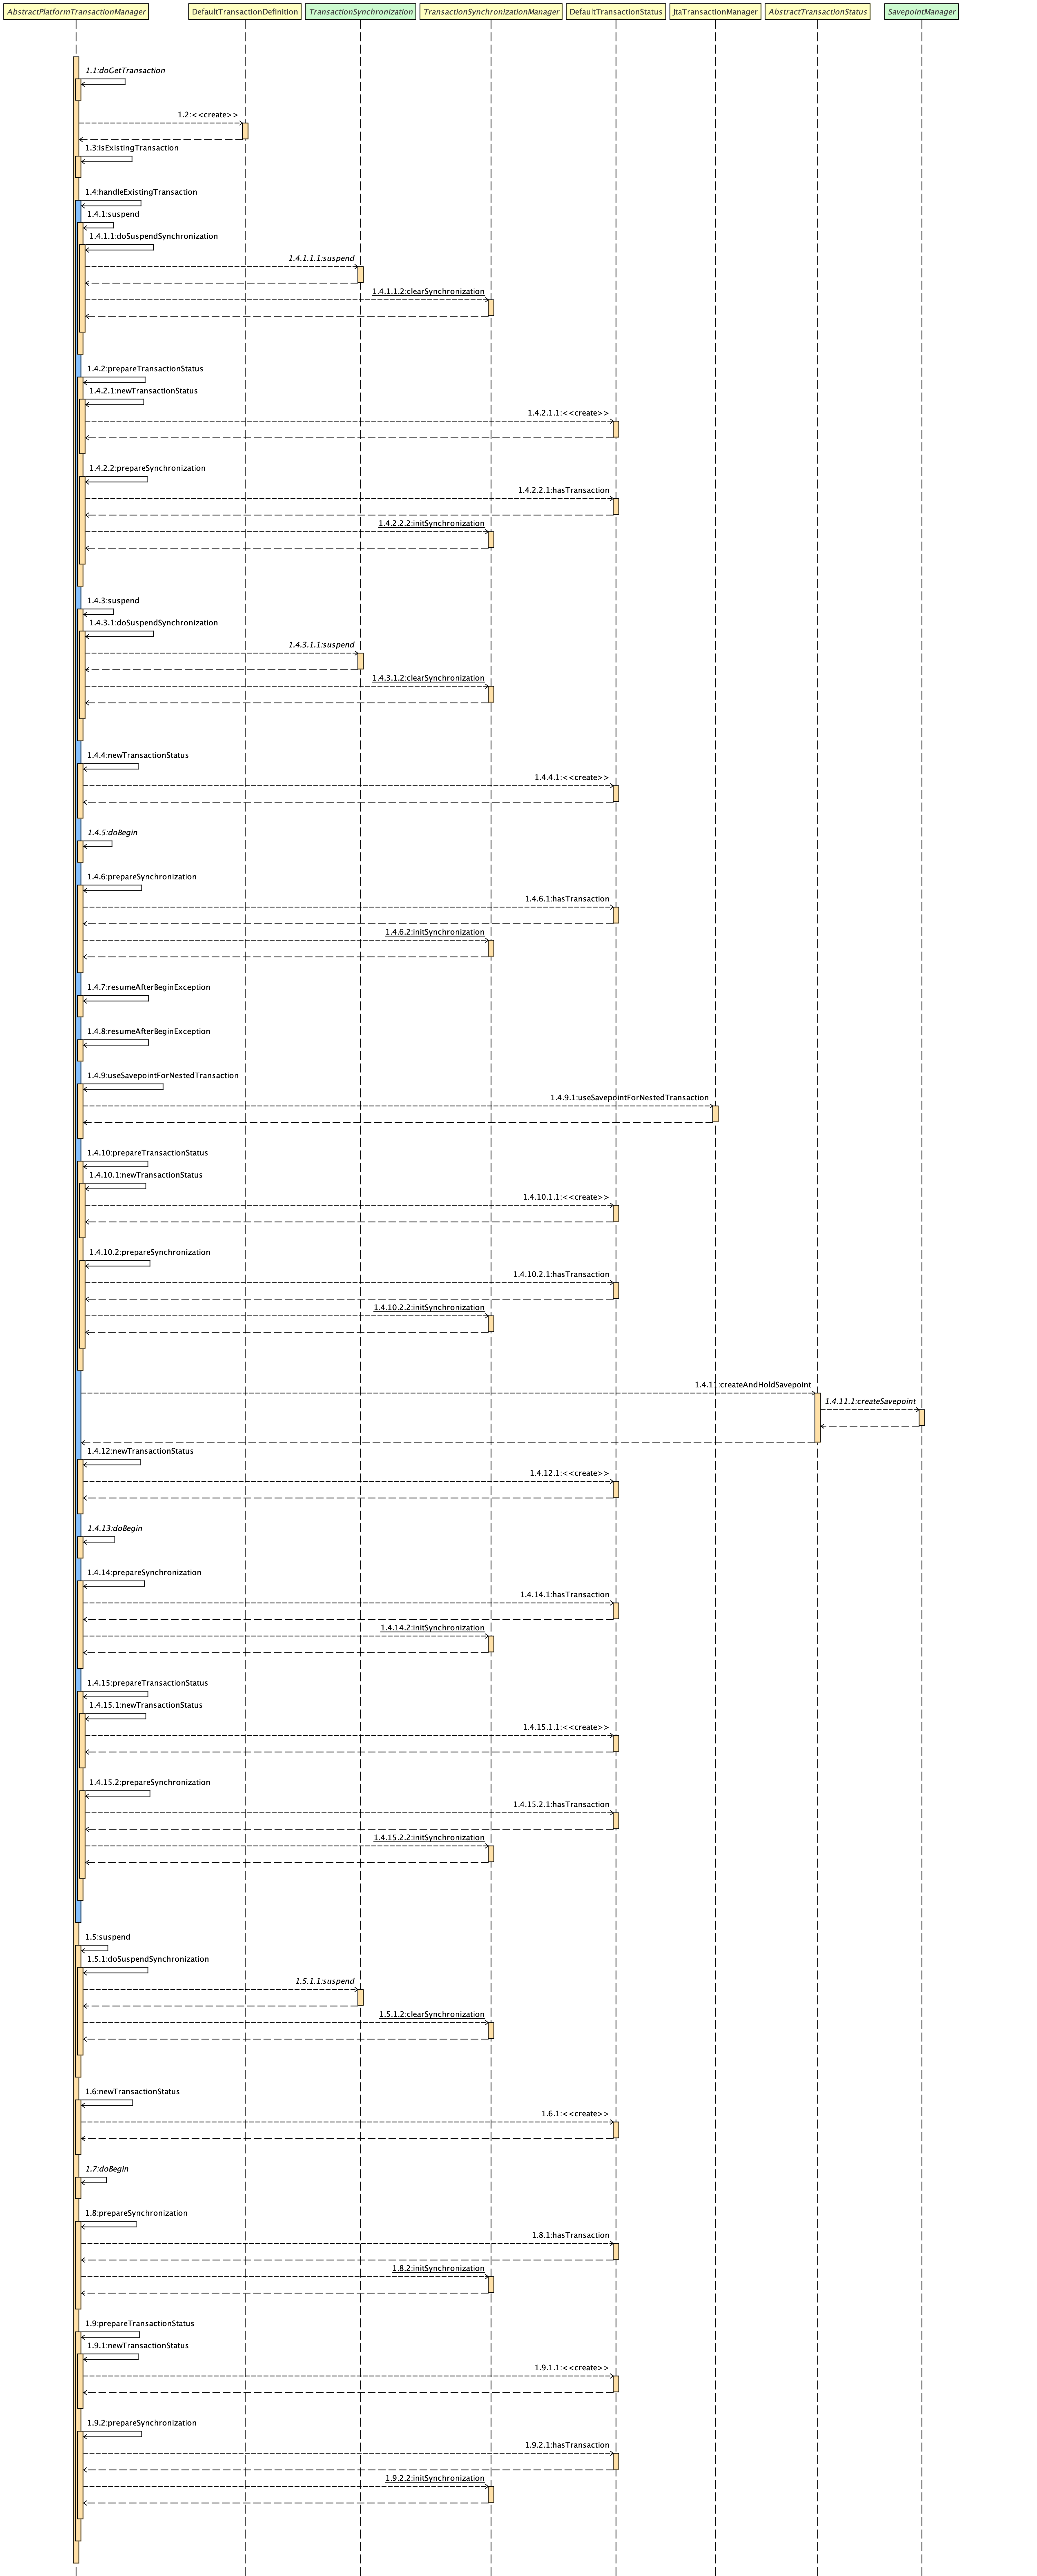 AbstractPlatformTransactionManager
DefaultTransactionDefinition
TransactionSynchronization
TransactionSynchronizationManager
DefaultTransactionStatus
JtaTransactionManager
AbstractTransactionStatus
SavepointManager
1.1:doGetTransaction
1.2:<<create>>
1.3:isExistingTransaction
1.4:handleExistingTransaction
1.4.1:suspend
1.4.1.1:doSuspendSynchronization
1.4.1.1.1:suspend
1.4.1.1.2:clearSynchronization
1.4.2:prepareTransactionStatus
1.4.2.1:newTransactionStatus
1.4.2.1.1:<<create>>
1.4.2.2:prepareSynchronization
1.4.2.2.1:hasTransaction
1.4.2.2.2:initSynchronization
1.4.3:suspend
1.4.3.1:doSuspendSynchronization
1.4.3.1.1:suspend
1.4.3.1.2:clearSynchronization
1.4.4:newTransactionStatus
1.4.4.1:<<create>>
1.4.5:doBegin
1.4.6:prepareSynchronization
1.4.6.1:hasTransaction
1.4.6.2:initSynchronization
1.4.7:resumeAfterBeginException
1.4.8:resumeAfterBeginException
1.4.9:useSavepointForNestedTransaction
1.4.9.1:useSavepointForNestedTransaction
1.4.10:prepareTransactionStatus
1.4.10.1:newTransactionStatus
1.4.10.1.1:<<create>>
1.4.10.2:prepareSynchronization
1.4.10.2.1:hasTransaction
1.4.10.2.2:initSynchronization
1.4.11:createAndHoldSavepoint
1.4.11.1:createSavepoint
1.4.12:newTransactionStatus
1.4.12.1:<<create>>
1.4.13:doBegin
1.4.14:prepareSynchronization
1.4.14.1:hasTransaction
1.4.14.2:initSynchronization
1.4.15:prepareTransactionStatus
1.4.15.1:newTransactionStatus
1.4.15.1.1:<<create>>
1.4.15.2:prepareSynchronization
1.4.15.2.1:hasTransaction
1.4.15.2.2:initSynchronization
1.5:suspend
1.5.1:doSuspendSynchronization
1.5.1.1:suspend
1.5.1.2:clearSynchronization
1.6:newTransactionStatus
1.6.1:<<create>>
1.7:doBegin
1.8:prepareSynchronization
1.8.1:hasTransaction
1.8.2:initSynchronization
1.9:prepareTransactionStatus
1.9.1:newTransactionStatus
1.9.1.1:<<create>>
1.9.2:prepareSynchronization
1.9.2.1:hasTransaction
1.9.2.2:initSynchronization